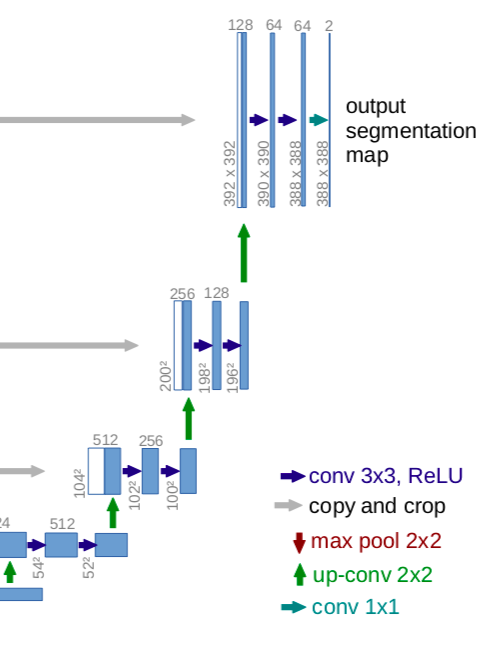 128 64 64 2
392 x 392
390 x 390
388 x 388
388 x 388
output
segmentation
map
256 128
200²
198²
196²
512 256
104²
102²
100²
24 512
54²
52²
conv 3x3, ReLU
copy and crop
max pool 2x2
up-conv 2x2
conv 1x1